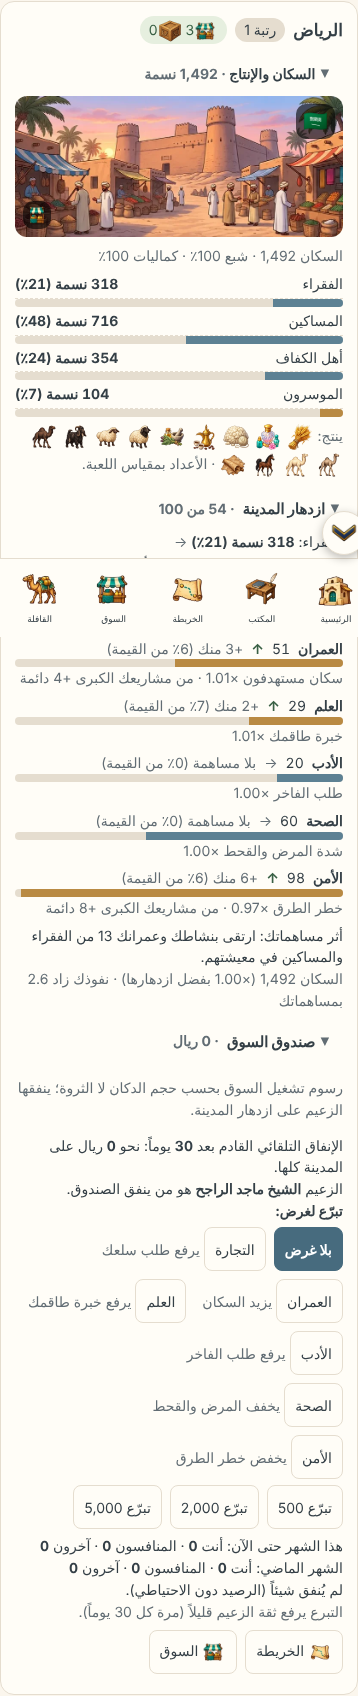 الرياض رتبة 1 3 0
▼ السكان والإنتاج · 1,492 نسمة
السكان 1,492 · شبع 100٪ · كماليات 100٪
الفقراء 318 نسمة (21٪)
المساكين 716 نسمة (48٪)
أهل الكفاف 354 نسمة (24٪)
الموسرون 104 نسمة (7٪)
ينتج:
· الأعداد بمقياس اللعبة.
▼ ازدهار المدينة · 54 من 100
318 نسمة (21٪) →
الرئيسية
المكتب
الخريطة
السوق
القافلة
العمران 51 ↑ +3 منك (6٪ من القيمة)
سكان مستهدفون ×1.01 · من مشاريعك الكبرى +4 دائمة
العلم 29 ↑ +2 منك (7٪ من القيمة)
خبرة طاقمك ×1.01
الأدب 20 → بلا مساهمة (0٪ من القيمة)
طلب الفاخر ×1.00
الصحة 60 → بلا مساهمة (0٪ من القيمة)
شدة المرض والقحط ×1.00
الأمن 98 ↑ +6 منك (6٪ من القيمة)
خطر الطرق ×0.97 · من مشاريعك الكبرى +8 دائمة
أثر مساهماتك: ارتقى بنشاطك وعمرانك 13 من الفقراء
والمساكين في معيشتهم.
السكان 1,492 (×1.00 بفضل ازدهارها) · نفوذك زاد 2.6
بمساهماتك
▼ صندوق السوق · 0 ريال
رسوم تشغيل السوق بحسب حجم الدكان لا الثروة؛ ينفقها
الزعيم على ازدهار المدينة.
الإنفاق التلقائي القادم بعد 30 يوماً: نحو 0 ريال على
المدينة كلها.
الزعيم الشيخ ماجد الراجح هو من ينفق الصندوق.
تبرّع لغرض:
بلا غرض التجارة يرفع طلب سلعك
العمران يزيد السكان العلم يرفع خبرة طاقمك
الأدب يرفع طلب الفاخر
الصحة يخفف المرض والقحط
الأمن يخفض خطر الطرق
تبرّع 500 تبرّع 2,000 تبرّع 5,000
هذا الشهر حتى الآن: أنت 0 · المنافسون 0 · آخرون 0
الشهر الماضي: أنت 0 · المنافسون 0 · آخرون 0
لم يُنفق شيئاً (الرصيد دون الاحتياطي).
التبرع يرفع ثقة الزعيم قليلاً (مرة كل 30 يوماً).
الخريطة السوق